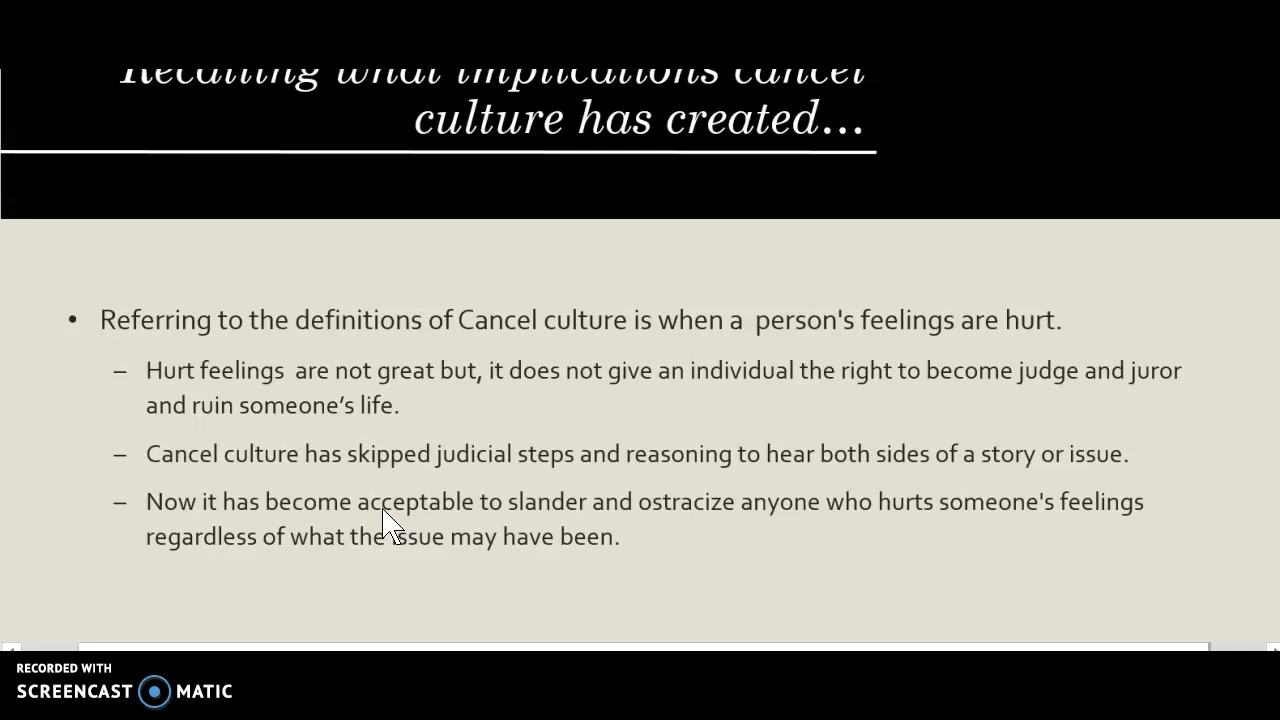 Recalling what implications cancel
culture has created...
• Referring to the definitions of Cancel culture is when a person's feelings are hurt.
– Hurt feelings are not great but, it does not give an individual the right to become judge and juror
and ruin someone’s life.
– Cancel culture has skipped judicial steps and reasoning to hear both sides of a story or issue.
– Now it has become acceptable to slander and ostracize anyone who hurts someone's feelings
regardless of what the issue may have been.
RECORDED WITH
SCREENCAST MATIC